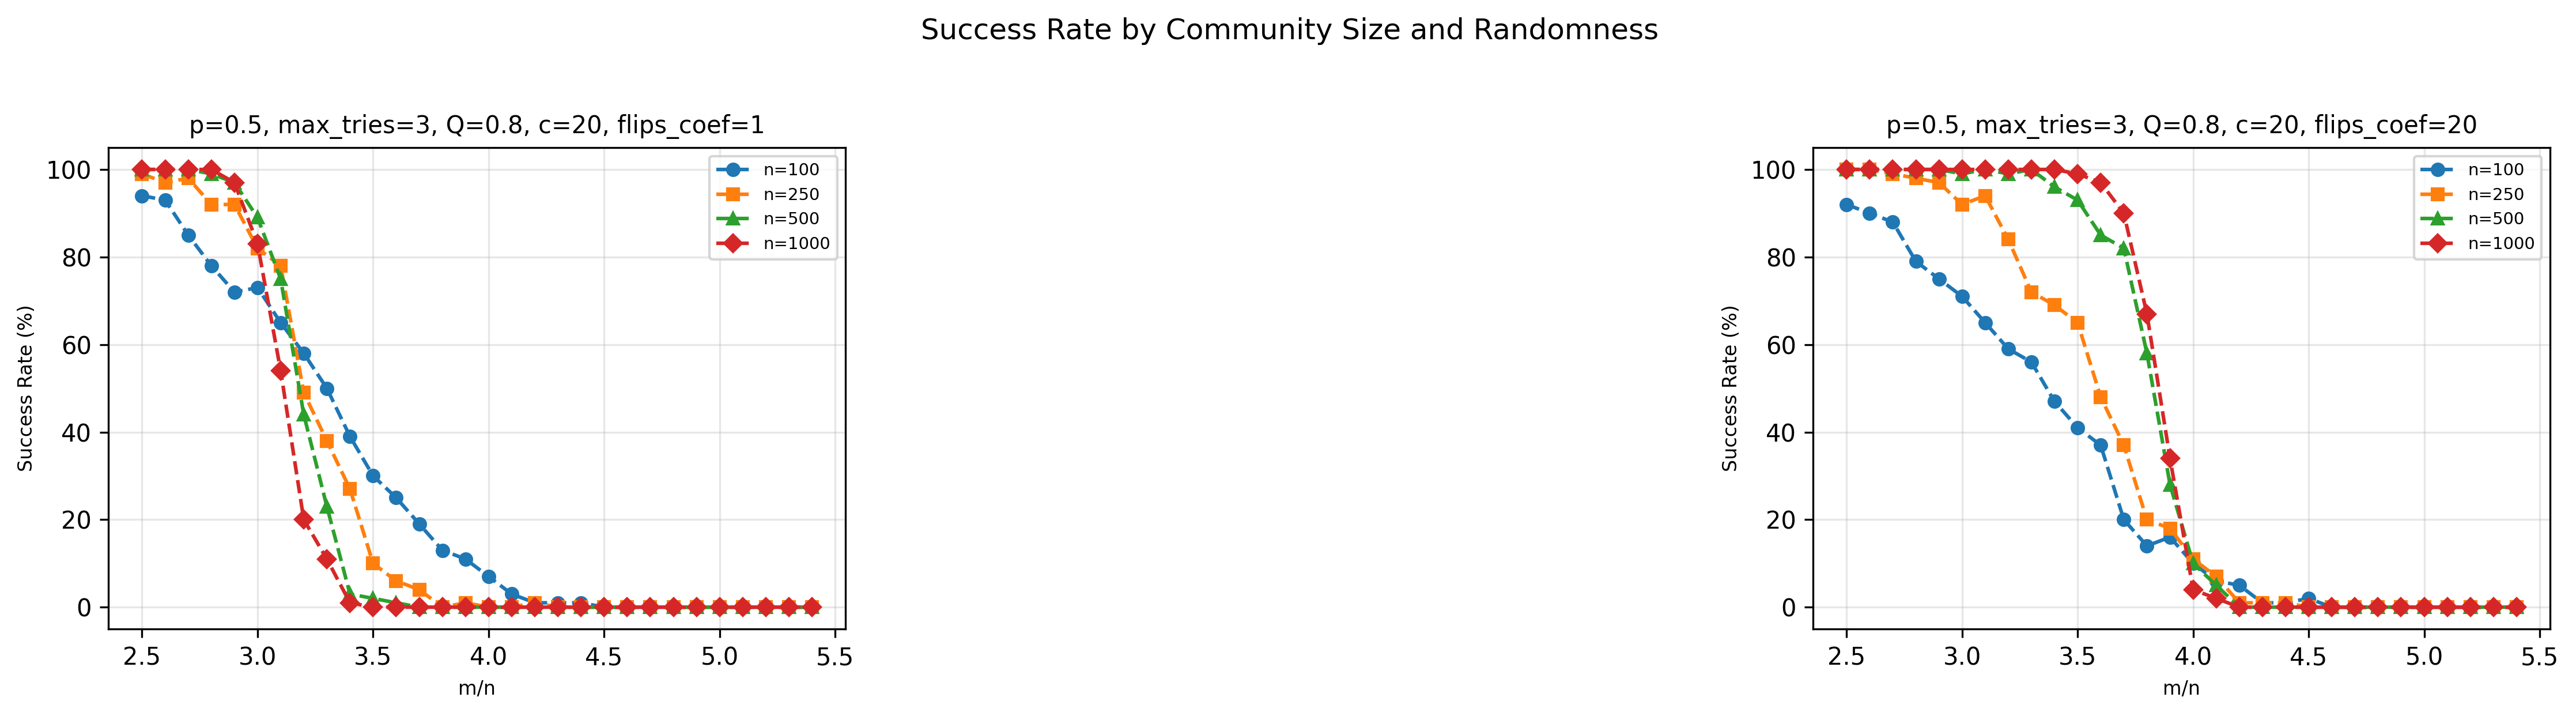 Success Rate by Community Size and Randomness
p=0.5, max_tries=3, Q=0.8, c=20, flips_coef=1
Success Rate (%)
100
80
60
40
20
0
2.5 3.0 3.5 4.0 4.5 5.0 5.5
m/n
n=100
n=250
n=500
n=1000
p=0.5, max_tries=3, Q=0.8, c=20, flips_coef=20
Success Rate (%)
100
80
60
40
20
0
2.5 3.0 3.5 4.0 4.5 5.0 5.5
m/n
n=100
n=250
n=500
n=1000